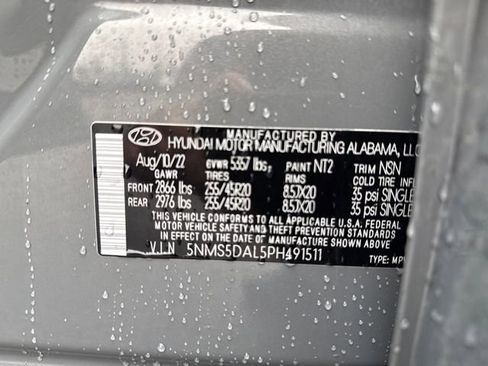 MANUFACTURED BY
HYUNDAI MOTOR MANUFACTURING ALABAMA, LLC
Aug/10/22 GVWR 5357 lbs. PAINT NT2 TRIM NSN
GAWR TIRES RIMS COLD TIRE INFL
FRONT 2866 lbs 255/45R20 8.5JX20 35 psi SINGLE
REAR 2976 lbs 255/45R20 8.5JX20 35 psi SINGLE
THIS VEHICLE CONFORMS TO ALL APPLICABLE U.S.A. FEDERAL
MOTOR VEHICLE SAFETY AND THEFT PREVENTION STANDARDS
IN EFFECT ON THE DATE OF MANUFACTURE SHOWN ABOVE.
V.I.N 5NMS5DAL5PH491511
TYPE: MPV